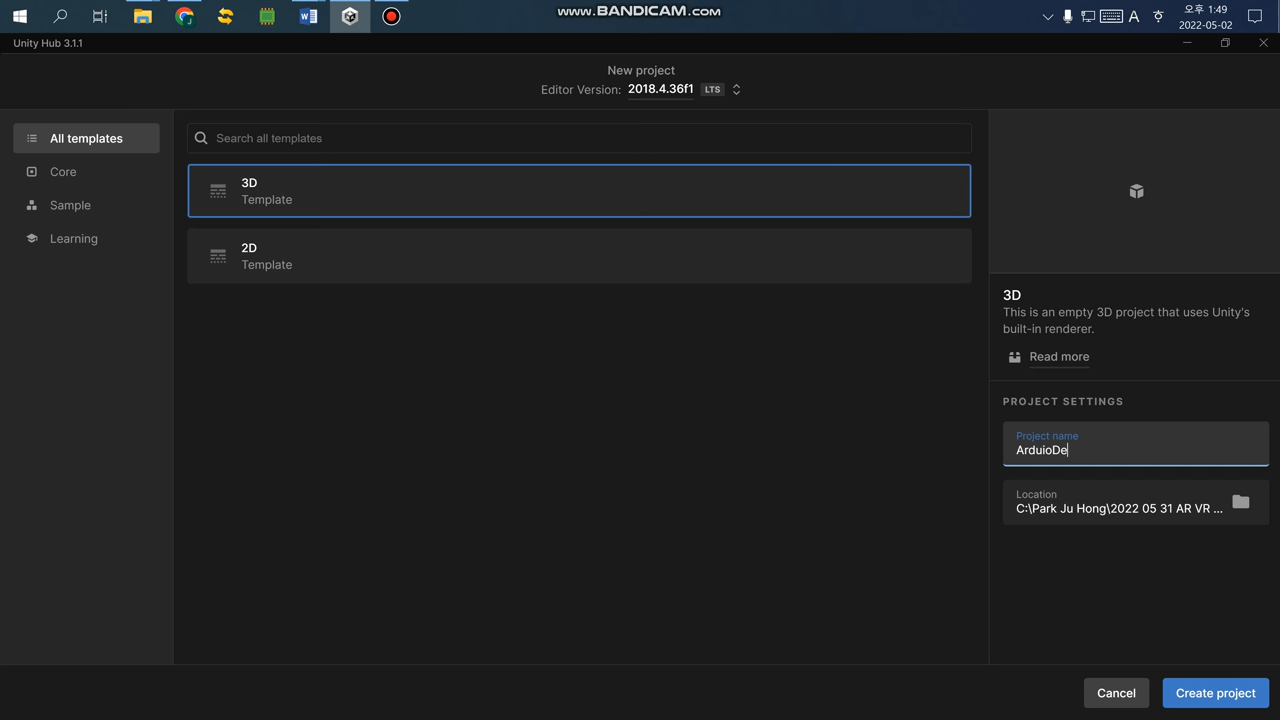 www.BANDICAM.com
A
오후 1:49
2022-05-02
Unity Hub 3.1.1
New project
Editor Version: 2018.4.36f1 LTS
All templates
Core
Sample
Learning
Search all templates
3D
Template
2D
Template
3D
This is an empty 3D project that uses Unity's
built-in renderer.
Read more
PROJECT SETTINGS
Project name
ArduioDe
Location
C:\Park Ju Hong\2022 05 31 AR VR ...
Cancel
Create project